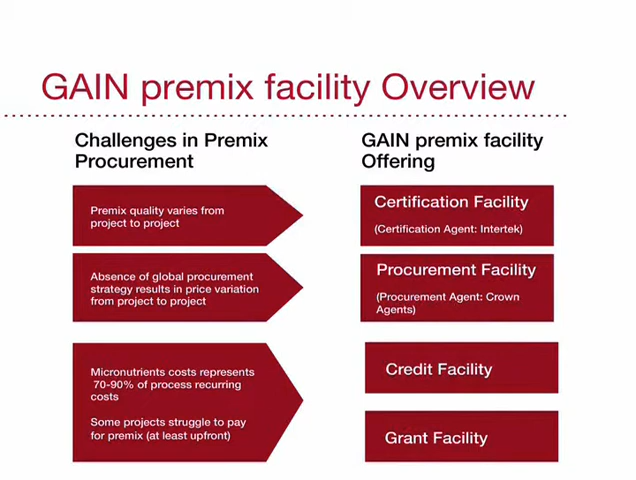 GAIN premix facility Overview
Challenges in Premix
Procurement
GAIN premix facility
Offering
Premix quality varies from
project to project
Certification Facility
(Certification Agent: Intertek)
Absence of global procurement
strategy results in price variation
from project to project
Procurement Facility
(Procurement Agent: Crown
Agents)
Micronutrients costs represents
70-90% of process recurring
costs
Some projects struggle to pay
for premix (at least upfront)
Credit Facility
Grant Facility